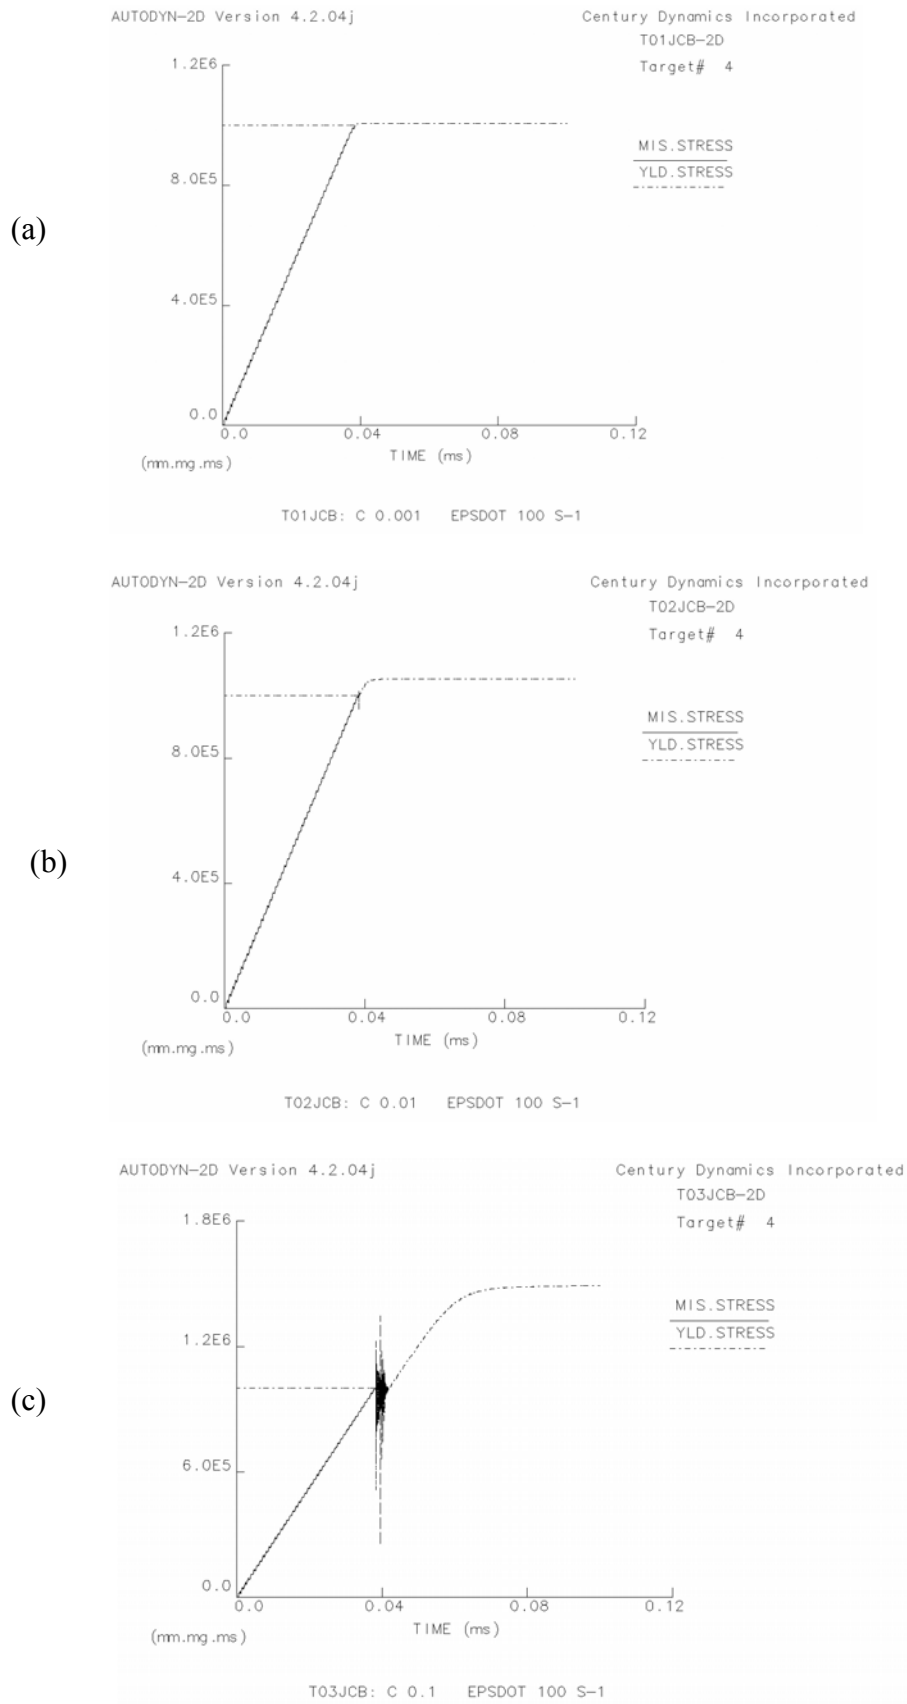 AUTODYN-2D Version 4.2.04j Century Dynamics Incorporated
T01JCB-2D
Target# 4
1.2E6
MIS.STRESS
YLD.STRESS
8.0E5
(a)
4.0E5
0.0
0.0 0.04 0.08 0.12
TIME (ms)
(mm.mg.ms)
T01JCB: C 0.001 EPSDOT 100 S-1
AUTODYN-2D Version 4.2.04j Century Dynamics Incorporated
T02JCB-2D
Target# 4
1.2E6
MIS.STRESS
YLD.STRESS
8.0E5
(b)
4.0E5
0.0
0.0 0.04 0.08 0.12
TIME (ms)
(mm.mg.ms)
T02JCB: C 0.01 EPSDOT 100 S-1
AUTODYN-2D Version 4.2.04j Century Dynamics Incorporated
T03JCB-2D
Target# 4
1.8E6
MIS.STRESS
YLD.STRESS
1.2E6
(c)
6.0E5
0.0
0.0 0.04 0.08 0.12
TIME (ms)
(mm.mg.ms)
T03JCB: C 0.1 EPSDOT 100 S-1